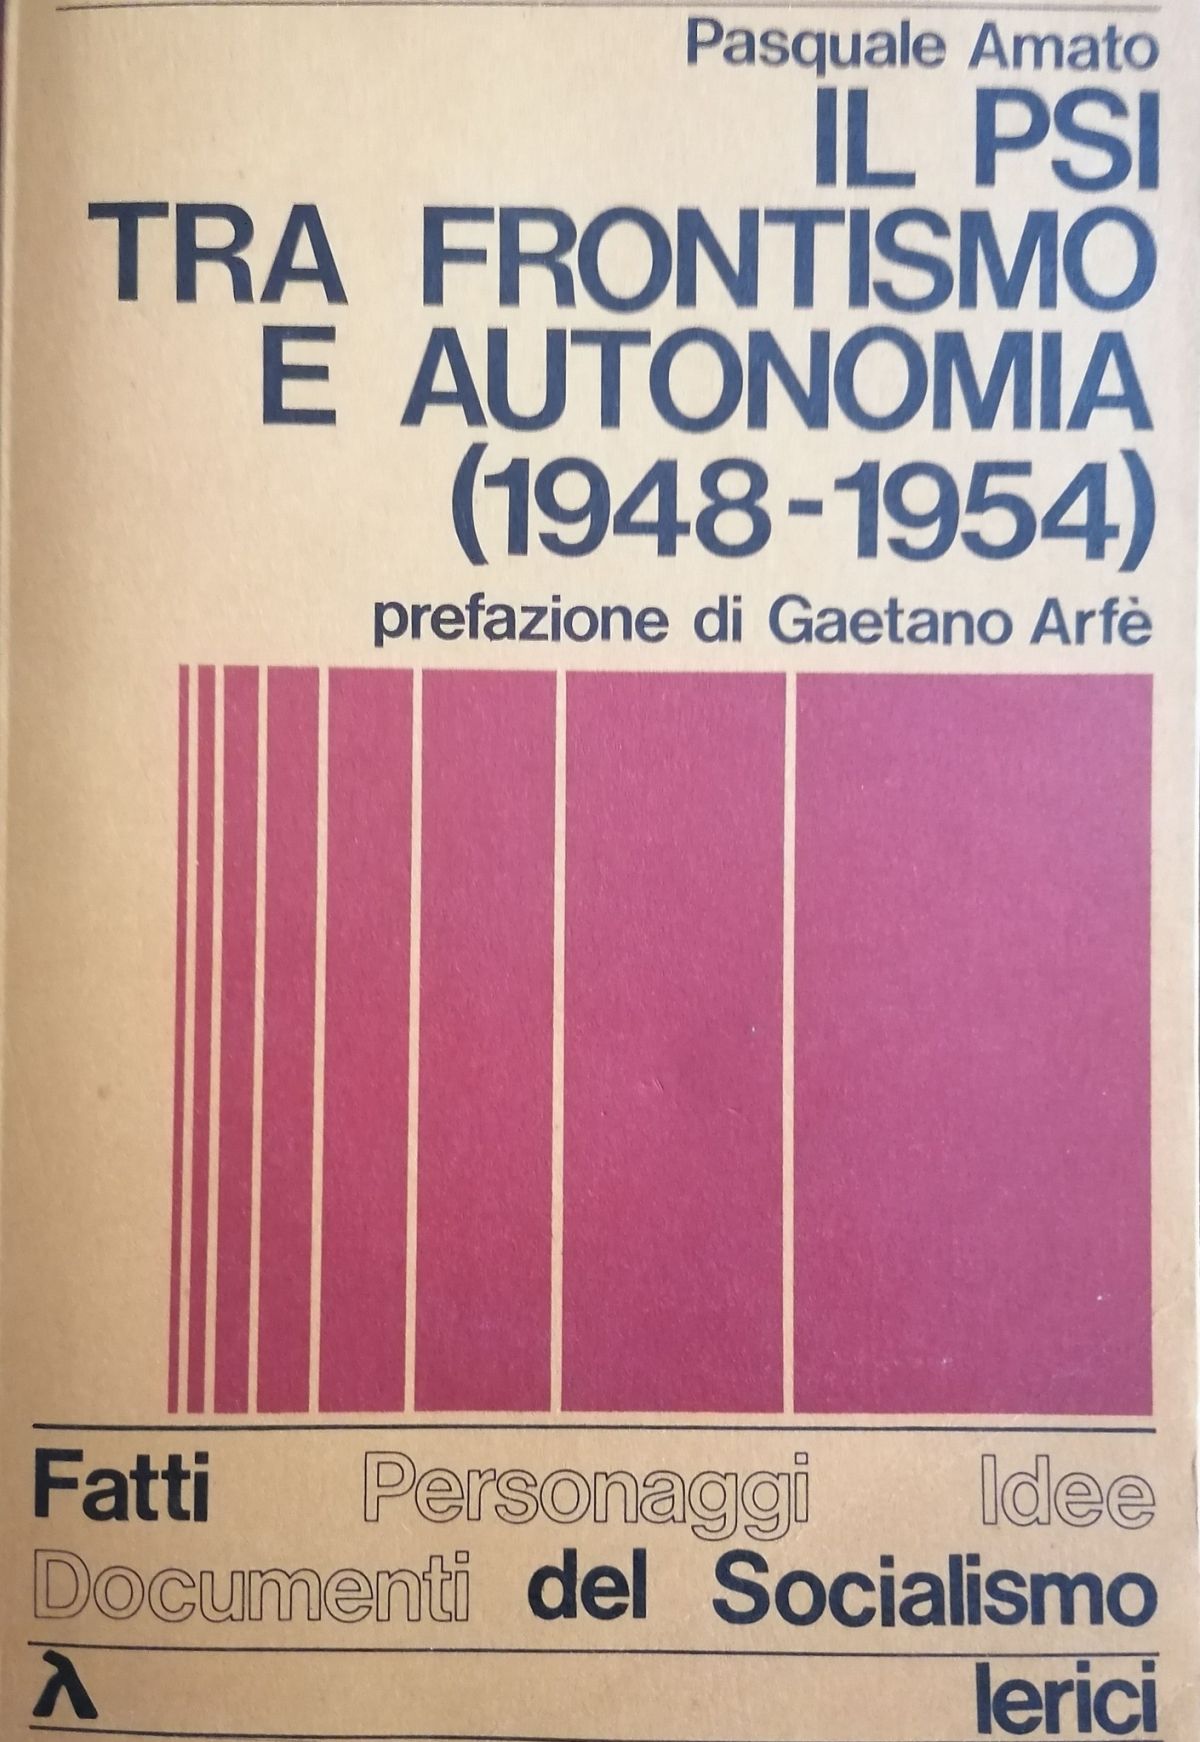 Pasquale Amato
IL PSI
TRA FRONTISMO
E AUTONOMIA
(1948-1954)
prefazione di Gaetano Arfè
Fatti Personaggi Idee
Documenti del Socialismo
λ lerici